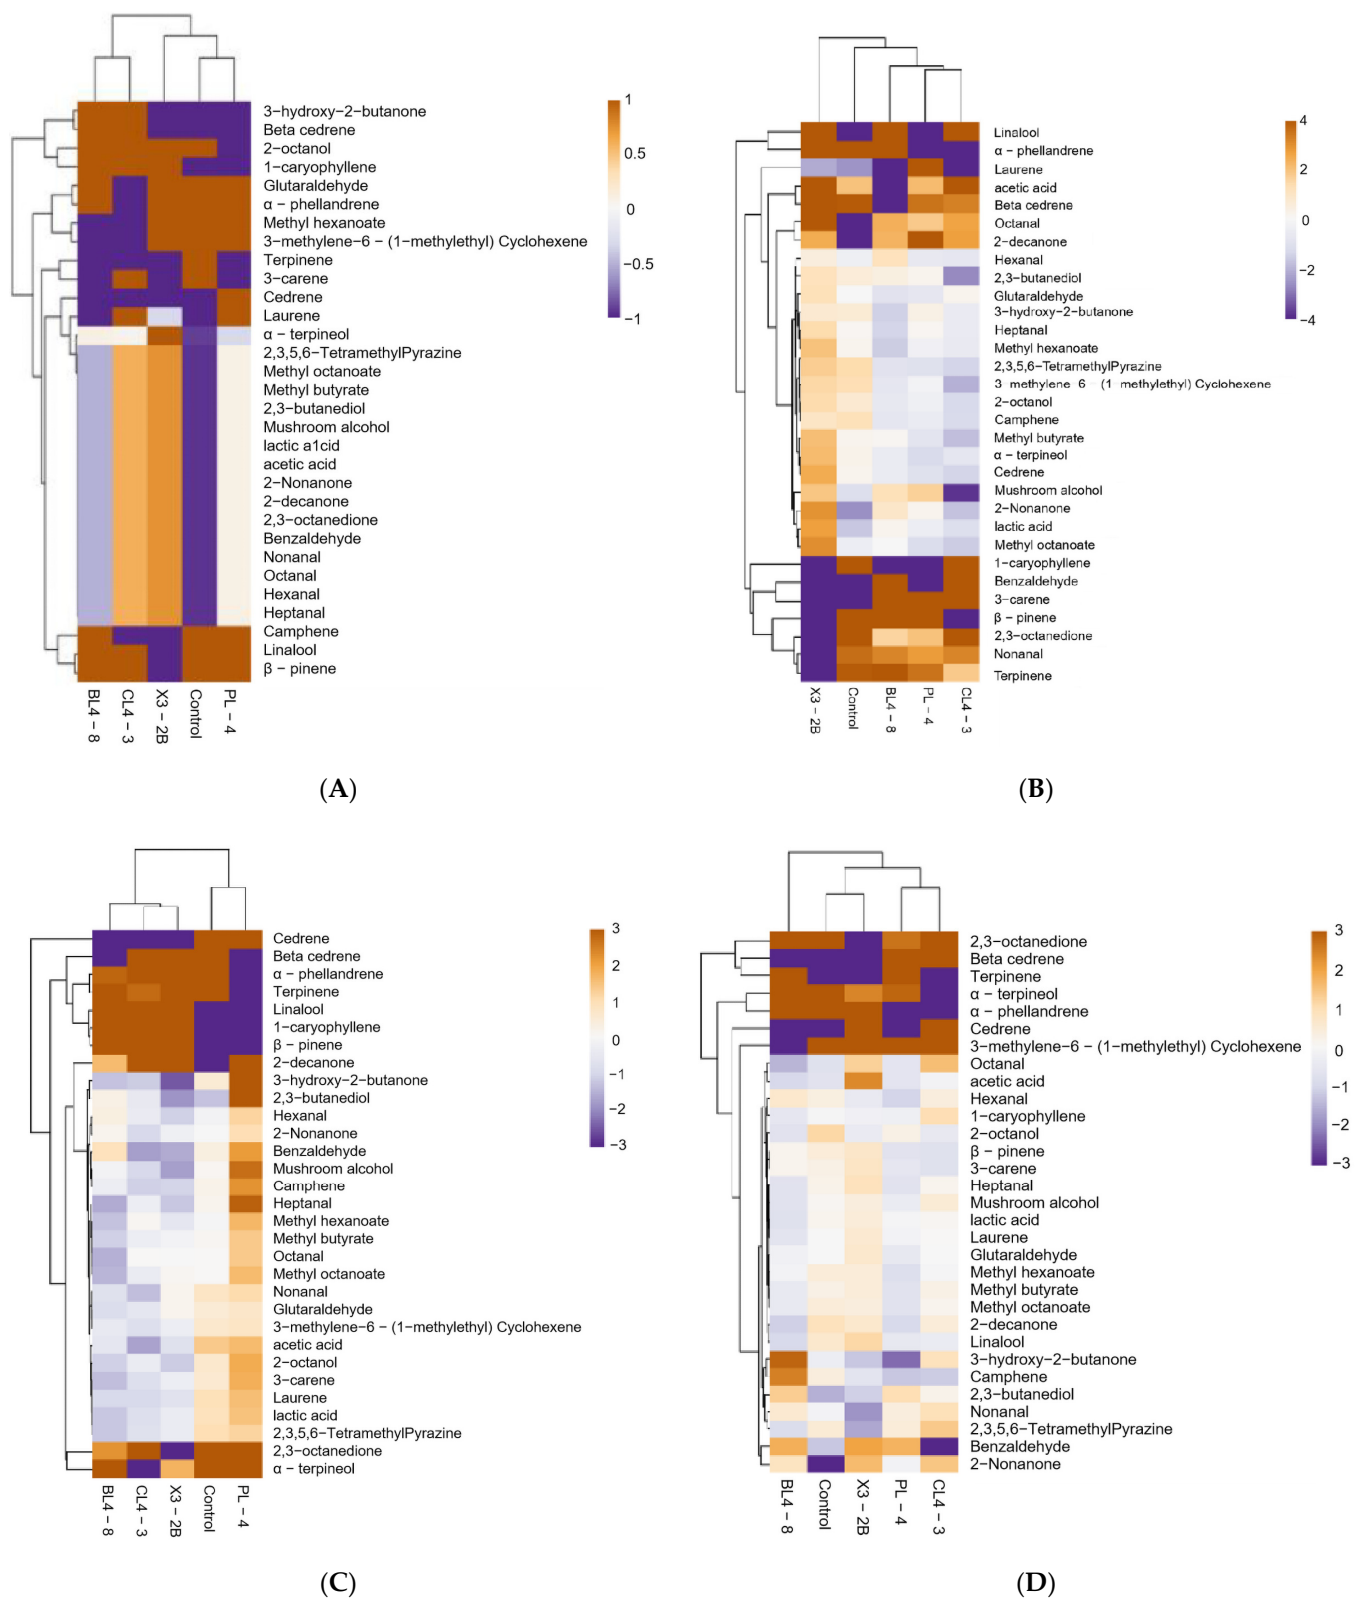 3−hydroxy−2−butanone
Beta cedrene
2−octanol
1−caryophyllene
Glutaraldehyde
α − phellandrene
Methyl hexanoate
3−methylene−6 − (1−methylethyl) Cyclohexene
Terpinene
3−carene
Cedrene
Laurene
α − terpineol
2,3,5,6−TetramethylPyrazine
Methyl octanoate
Methyl butyrate
2,3−butanediol
Mushroom alcohol
lactic a1cid
acetic acid
2−Nonanone
2−decanone
2,3−octanedione
Benzaldehyde
Nonanal
Octanal
Hexanal
Heptanal
Camphene
Linalool
β − pinene
1
0.5
0
−0.5
−1
BL4 − 8
CL4 − 3
X3 − 2B
Control
PL − 4
(A)
Linalool
α − phellandrene
Laurene
acetic acid
Beta cedrene
Octanal
2−decanone
Hexanal
2,3−butanediol
Glutaraldehyde
3−hydroxy−2−butanone
Heptanal
Methyl hexanoate
2,3,5,6−TetramethylPyrazine
3−methylene−6 − (1−methylethyl) Cyclohexene
2−octanol
Camphene
Methyl butyrate
α − terpineol
Cedrene
Mushroom alcohol
2−Nonanone
lactic acid
Methyl octanoate
1−caryophyllene
Benzaldehyde
3−carene
β − pinene
2,3−octanedione
Nonanal
Terpinene
4
2
0
−2
−4
X3 − 2B
Control
BL4 − 8
PL − 4
CL4 − 3
(B)
Cedrene
Beta cedrene
α − phellandrene
Terpinene
Linalool
1−caryophyllene
β − pinene
2−decanone
3−hydroxy−2−butanone
2,3−butanediol
Hexanal
2−Nonanone
Benzaldehyde
Mushroom alcohol
Camphene
Heptanal
Methyl hexanoate
Methyl butyrate
Octanal
Methyl octanoate
Nonanal
Glutaraldehyde
3−methylene−6 − (1−methylethyl) Cyclohexene
acetic acid
2−octanol
3−carene
Laurene
lactic acid
2,3,5,6−TetramethylPyrazine
2,3−octanedione
α − terpineol
3
2
1
0
−1
−2
−3
BL4 − 8
CL4 − 3
X3 − 2B
Control
PL − 4
(C)
2,3−octanedione
Beta cedrene
Terpinene
α − terpineol
α − phellandrene
Cedrene
3−methylene−6 − (1−methylethyl) Cyclohexene
Octanal
acetic acid
Hexanal
1−caryophyllene
2−octanol
β − pinene
3−carene
Heptanal
Mushroom alcohol
lactic acid
Laurene
Glutaraldehyde
Methyl hexanoate
Methyl butyrate
Methyl octanoate
2−decanone
Linalool
3−hydroxy−2−butanone
Camphene
2,3−butanediol
Nonanal
2,3,5,6−TetramethylPyrazine
Benzaldehyde
2−Nonanone
3
2
1
0
−1
−2
−3
BL4 − 8
Control
X3 − 2B
PL − 4
CL4 − 3
(D)